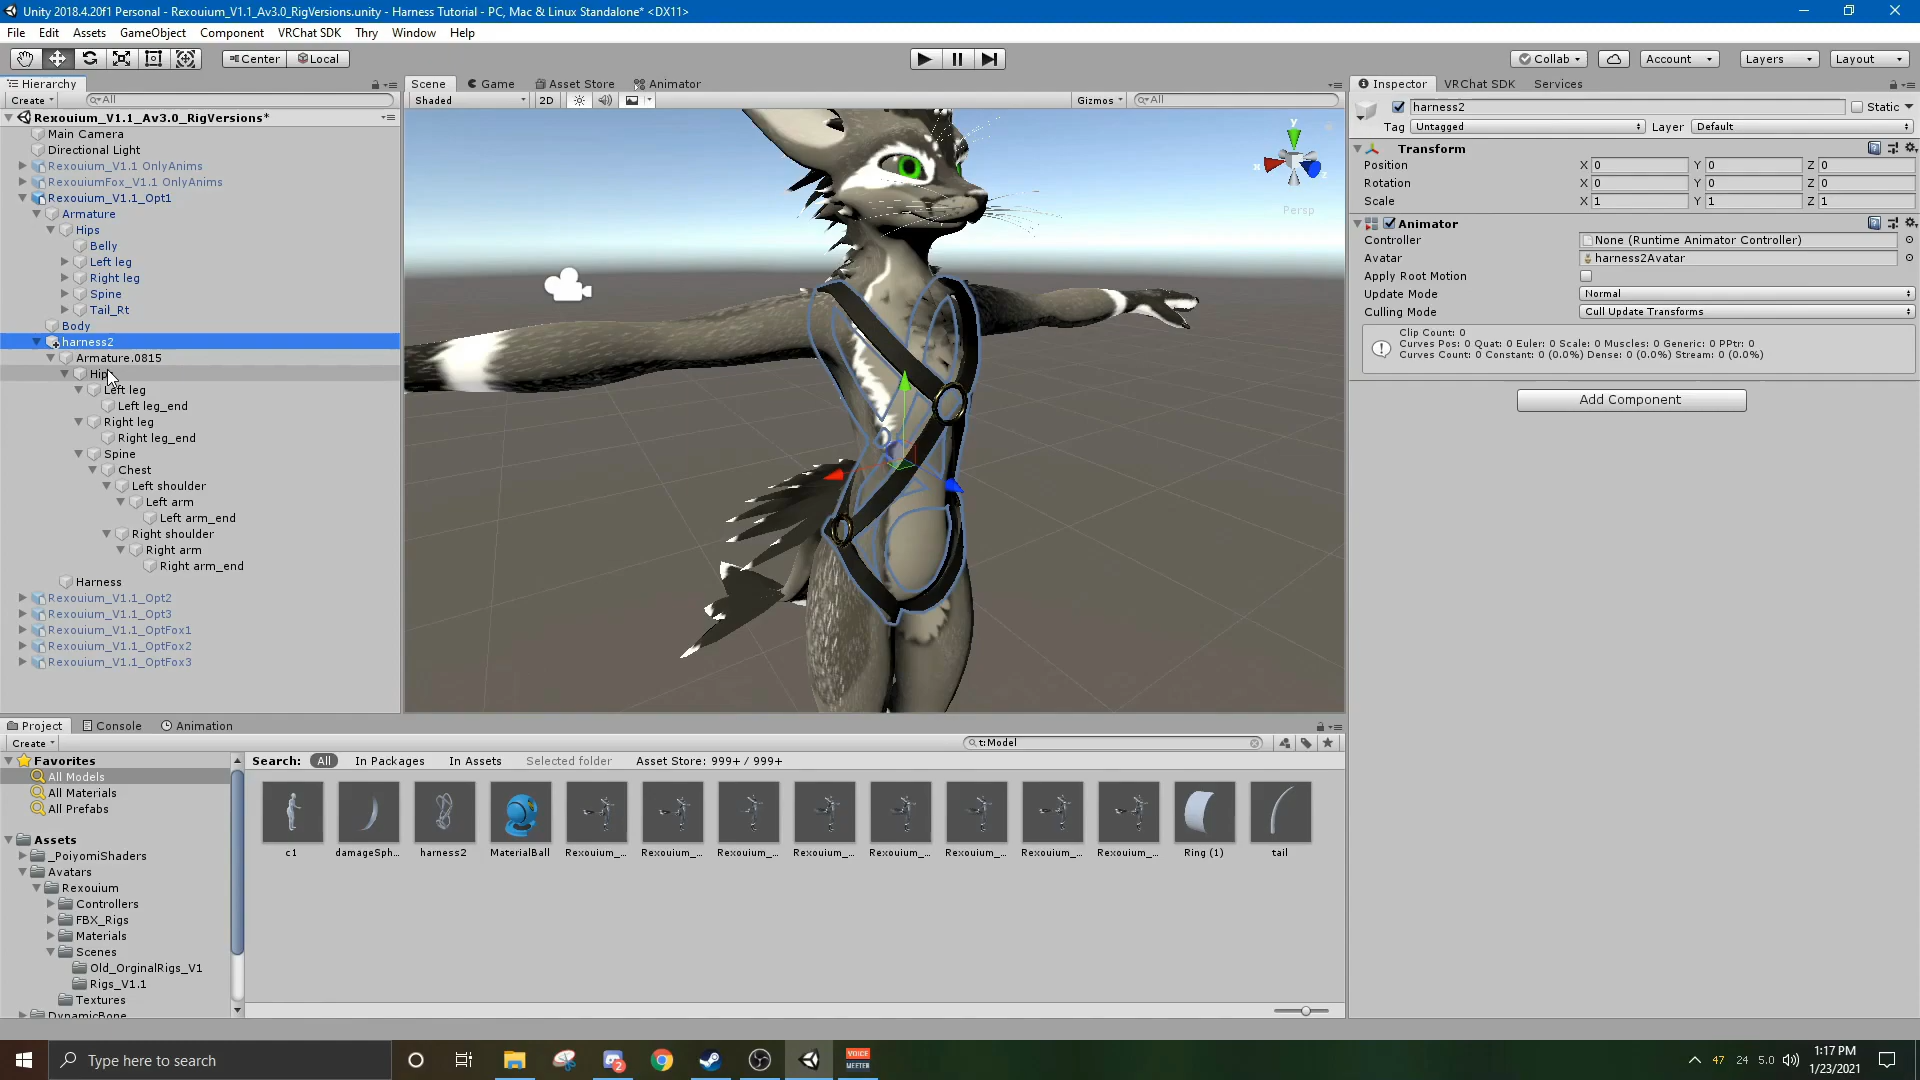 Unity 2018.4.20f1 Personal - Rexouium_V1.1_Av3.0_RigVersions.unity - Harness Tutorial - PC, Mac & Linux Standalone* <DX11>
File Edit Assets GameObject Component VRChat SDK Thry Window Help
Center Local Collab Account Layers Layout
Hierarchy Scene Game Asset Store Animator Inspector VRChat SDK Services
Create All Shaded 2D Gizmos All
harness2 Static
Tag Untagged Layer Default
Rexouium_V1.1_Av3.0_RigVersions*
Main Camera
Directional Light
Rexouium_V1.1 OnlyAnims
RexouiumFox_V1.1 OnlyAnims
Rexouium_V1.1_Opt1
Armature
Hips
Belly
Left leg
Right leg
Spine
Tail_Rt
Body
harness2
Armature.0815
Hip
Left leg
Left leg_end
Right leg
Right leg_end
Spine
Chest
Left shoulder
Left arm
Left arm_end
Right shoulder
Right arm
Right arm_end
Harness
Rexouium_V1.1_Opt2
Rexouium_V1.1_Opt3
Rexouium_V1.1_OptFox1
Rexouium_V1.1_OptFox2
Rexouium_V1.1_OptFox3
y
x
z
Persp
Transform
Position X 0 Y 0 Z 0
Rotation X 0 Y 0 Z 0
Scale X 1 Y 1 Z 1
Animator
Controller None (Runtime Animator Controller)
Avatar harness2Avatar
Apply Root Motion
Update Mode Normal
Culling Mode Cull Update Transforms
Clip Count: 0
Curves Pos: 0 Quat: 0 Euler: 0 Scale: 0 Muscles: 0 Generic: 0 PPtr: 0
Curves Count: 0 Constant: 0 (0.0%) Dense: 0 (0.0%) Stream: 0 (0.0%)
Add Component
Project Console Animation
Create t:Model
Favorites
All Models
All Materials
All Prefabs
Assets
_PoiyomiShaders
Avatars
Rexouium
Controllers
FBX_Rigs
Materials
Scenes
Old_OrginalRigs_V1
Rigs_V1.1
Textures
DynamicBone
Search: All In Packages In Assets Selected folder Asset Store: 999+ / 999+
c1 damageSph... harness2 MaterialBall Rexouium_... Rexouium_... Rexouium_... Rexouium_... Rexouium_... Rexouium_... Rexouium_... Rexouium_... Ring (1) tail
Type here to search
2
VOICE
MEETER
47 24 5.0
1:17 PM
1/23/2021